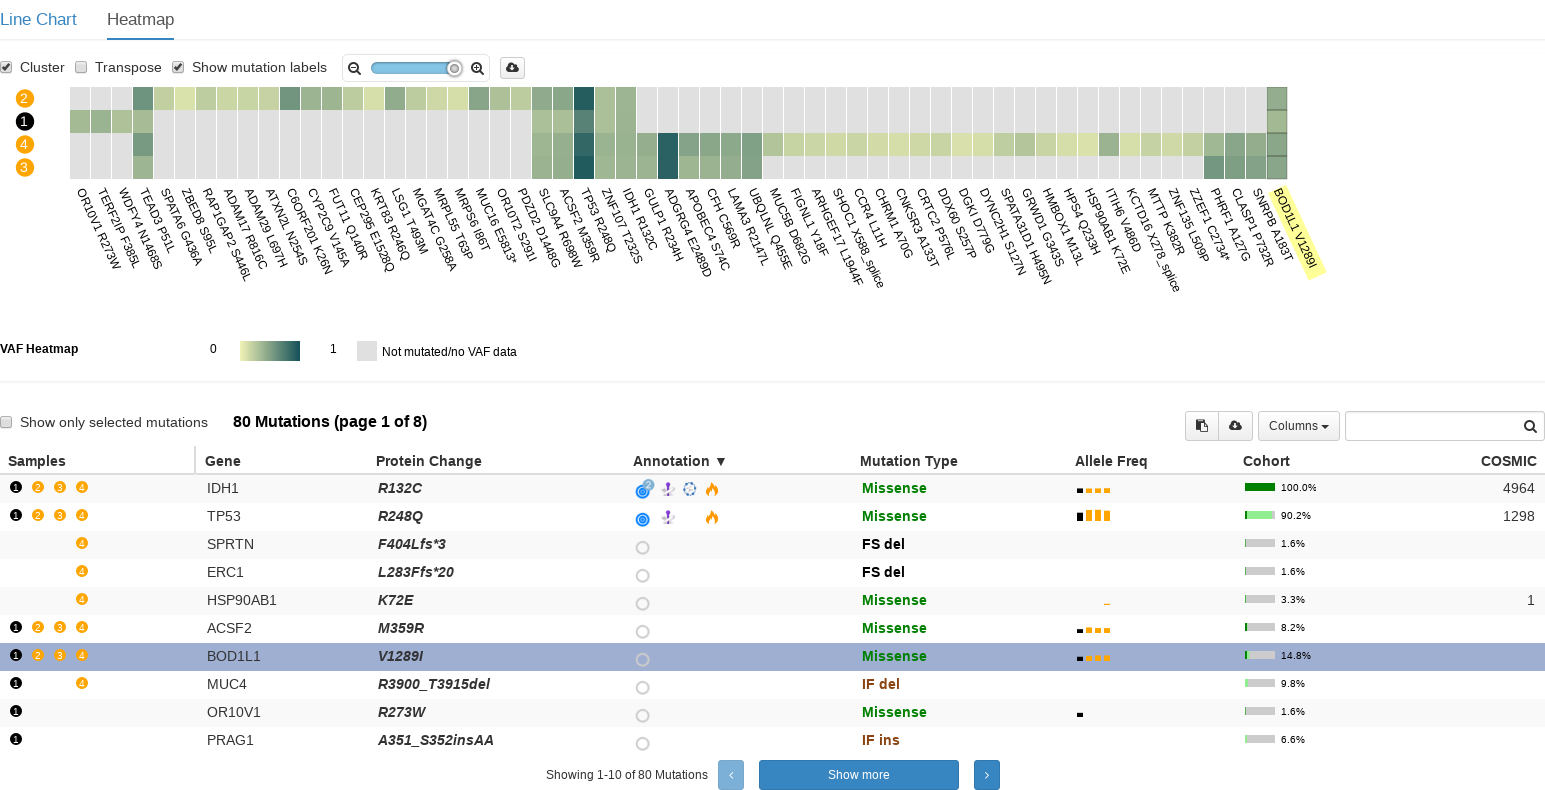 Line Chart Heatmap
Cluster Transpose Show mutation labels
2
1
4
3
OR10V1 R273W
TERF2IP F385L
WDFY4 N1468S
TEAD3 P51L
SPATA6 G436A
ZBED8 S95L
RAP1GAP2 S446L
ADAM17 R816C
ADAM29 L697H
ATXN2L N254S
C6ORF201 K26N
CYP2C9 V145A
FUT11 Q140R
CEP295 E1528Q
KRT83 R246Q
LSG1 T493M
MGAT4C G258A
MRPL55 T63P
MRPS6 I86T
MUC16 E5813*
OR10T2 S291I
PDZD2 D1448G
SLC9A4 R698W
ACSF2 M359R
TP53 R248Q
ZNF107 T232S
IDH1 R132C
GULP1 R234H
ADGRG4 E2489D
APOBEC4 S74C
CFH C569R
LAMA3 R2147L
UBQLNL Q455E
MUC5B D682G
FIGNL1 Y18F
ARHGEF17 L1944F
SHOC1 X588_splice
CCR4 L11H
CHRM1 A70G
CNKSR3 A133T
CRTC2 P576L
DDX60 S257P
DGKI D779G
DYNC2H1 S127N
SPATA31D1 H495N
GRWD1 G343S
HMBOX1 M13L
HPS4 Q233H
HSP90AB1 K72E
ITIH6 V486D
KCTD16 X278_splice
MTTP K382R
ZNF135 L509P
ZZEF1 C2734*
PHRF1 A127G
CLASP1 P732R
SNRPB A183T
BOD1L1 V1289I
VAF Heatmap 0 1 Not mutated/no VAF data
Show only selected mutations 80 Mutations (page 1 of 8) Columns
Samples Gene Protein Change Annotation ▼ Mutation Type Allele Freq Cohort COSMIC
1 2 3 4 IDH1 R132C 2 Missense 100.0% 4964
1 2 3 4 TP53 R248Q Missense 90.2% 1298
4 SPRTN F404Lfs*3 FS del 1.6%
4 ERC1 L283Ffs*20 FS del 1.6%
4 HSP90AB1 K72E Missense 3.3% 1
1 2 3 4 ACSF2 M359R Missense 8.2%
1 2 3 4 BOD1L1 V1289I Missense 14.8%
1 4 MUC4 R3900_T3915del IF del 9.8%
1 OR10V1 R273W Missense 1.6%
1 PRAG1 A351_S352insAA IF ins 6.6%
Showing 1-10 of 80 Mutations ‹ Show more ›